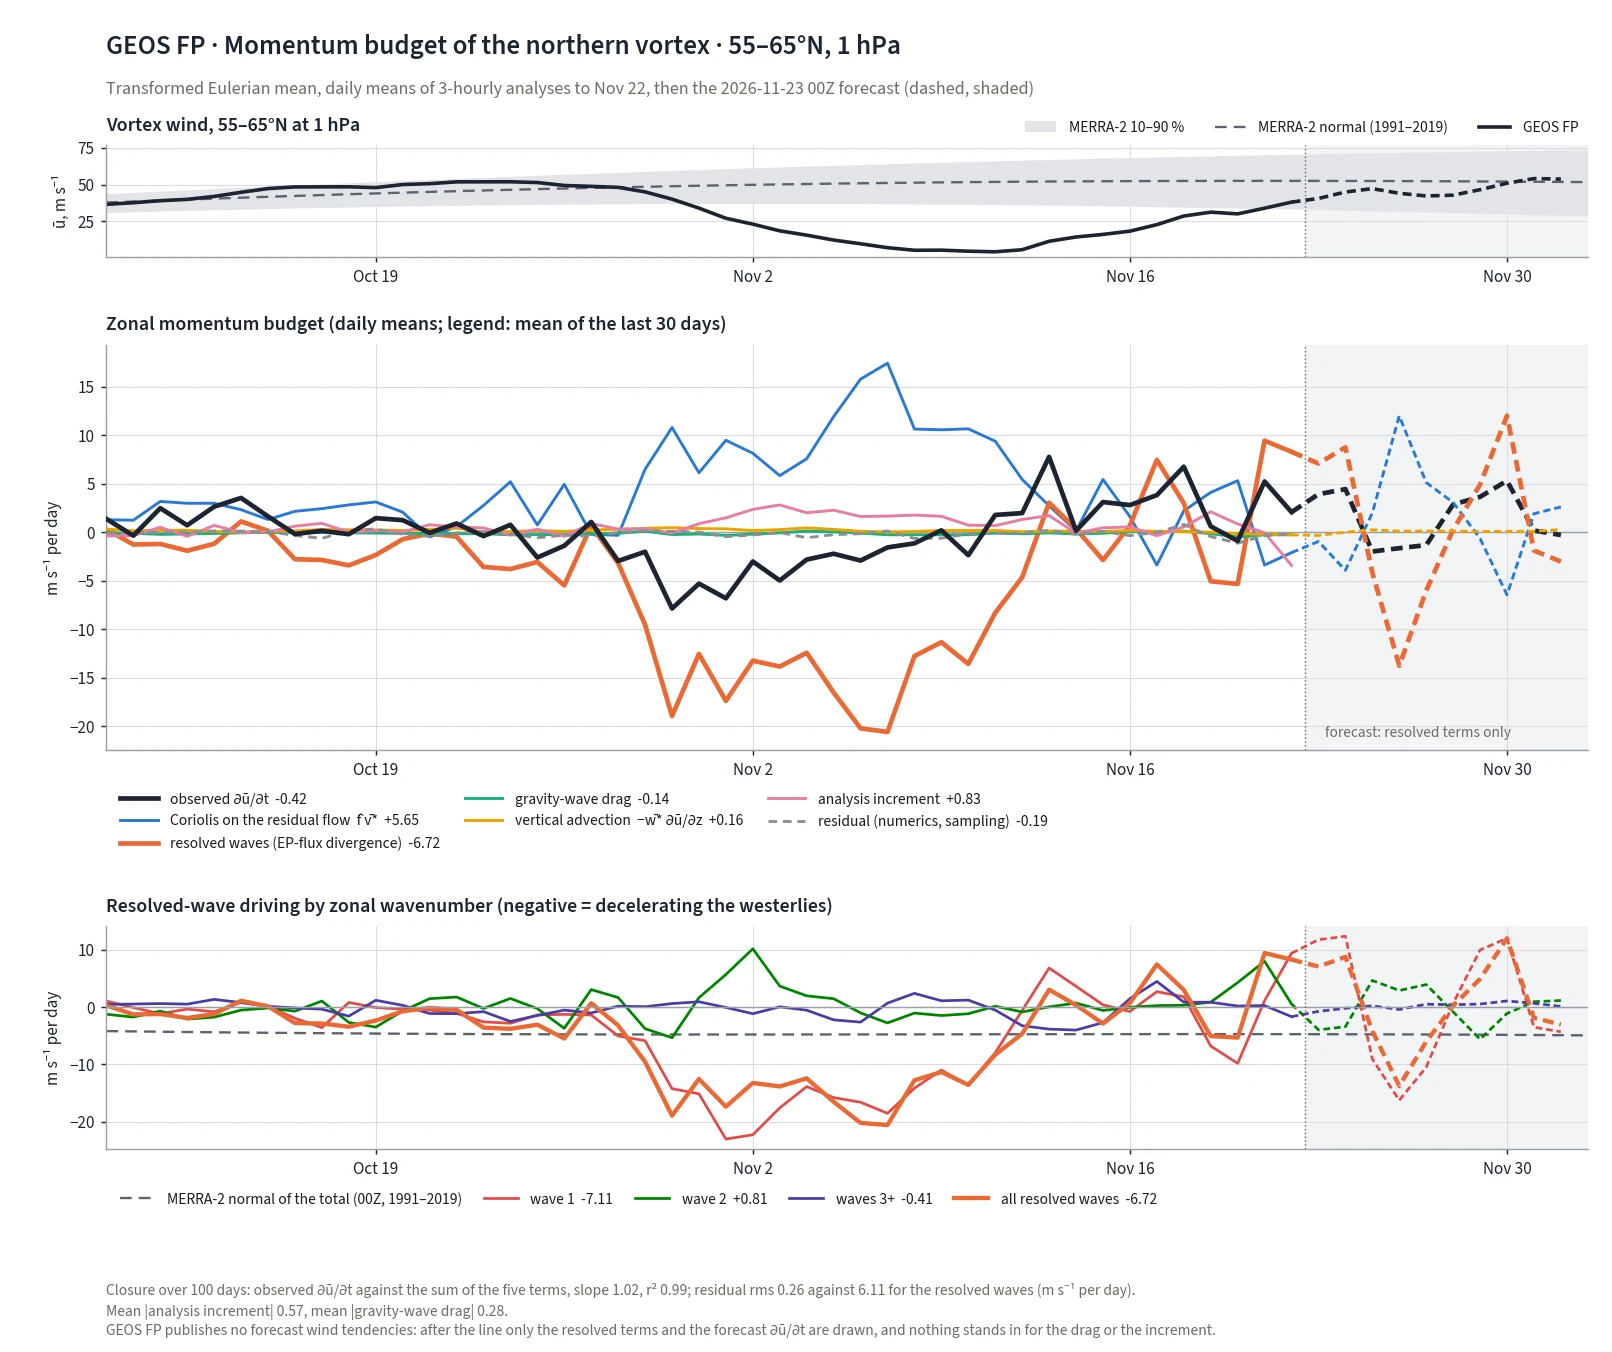 GEOS FP · Momentum budget of the northern vortex · 55–65°N, 1 hPa
Transformed Eulerian mean, daily means of 3-hourly analyses to Nov 22, then the 2026-11-23 00Z forecast (dashed, shaded)
Vortex wind, 55–65°N at 1 hPa
MERRA-2 10–90 %
MERRA-2 normal (1991–2019)
GEOS FP
ū, m s⁻¹
75
50
25
Oct 19
Nov 2
Nov 16
Nov 30
Zonal momentum budget (daily means; legend: mean of the last 30 days)
m s⁻¹ per day
15
10
5
0
−5
−10
−15
−20
forecast: resolved terms only
Oct 19
Nov 2
Nov 16
Nov 30
observed ∂ū/∂t -0.42
Coriolis on the residual flow f v̄* +5.65
resolved waves (EP-flux divergence) -6.72
gravity-wave drag -0.14
vertical advection −w̄* ∂ū/∂z +0.16
analysis increment +0.83
residual (numerics, sampling) -0.19
Resolved-wave driving by zonal wavenumber (negative = decelerating the westerlies)
m s⁻¹ per day
10
0
−10
−20
Oct 19
Nov 2
Nov 16
Nov 30
MERRA-2 normal of the total (00Z, 1991–2019)
wave 1 -7.11
wave 2 +0.81
waves 3+ -0.41
all resolved waves -6.72
Closure over 100 days: observed ∂ū/∂t against the sum of the five terms, slope 1.02, r² 0.99; residual rms 0.26 against 6.11 for the resolved waves (m s⁻¹ per day).
Mean |analysis increment| 0.57, mean |gravity-wave drag| 0.28.
GEOS FP publishes no forecast wind tendencies: after the line only the resolved terms and the forecast ∂ū/∂t are drawn, and nothing stands in for the drag or the increment.